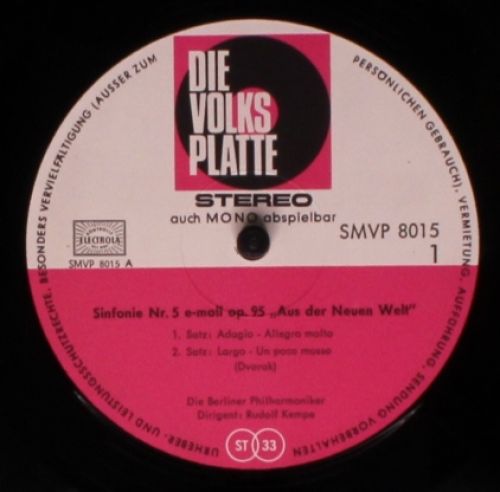 DIE
VOLKS
PLATTE
STEREO
auch MONO abspielbar
ELECTROLA
SMVP 8015 A
SMVP 8015
1
Sinfonie Nr. 5 e-moll op. 95 „Aus der Neuen Welt"
1. Satz: Adagio - Allegro molto
2. Satz: Largo - Un poco mosso
(Dvorak)
Die Berliner Philharmoniker
Dirigent: Rudolf Kempe
ST 33
URHEBER- UND LEISTUNGSSCHUTZRECHTE, BESONDERS VERVIELFÄLTIGUNG (AUSSER ZUM PERSÖNLICHEN GEBRAUCH), VERMIETUNG, AUFFÜHRUNG, SENDUNG VORBEHALTEN